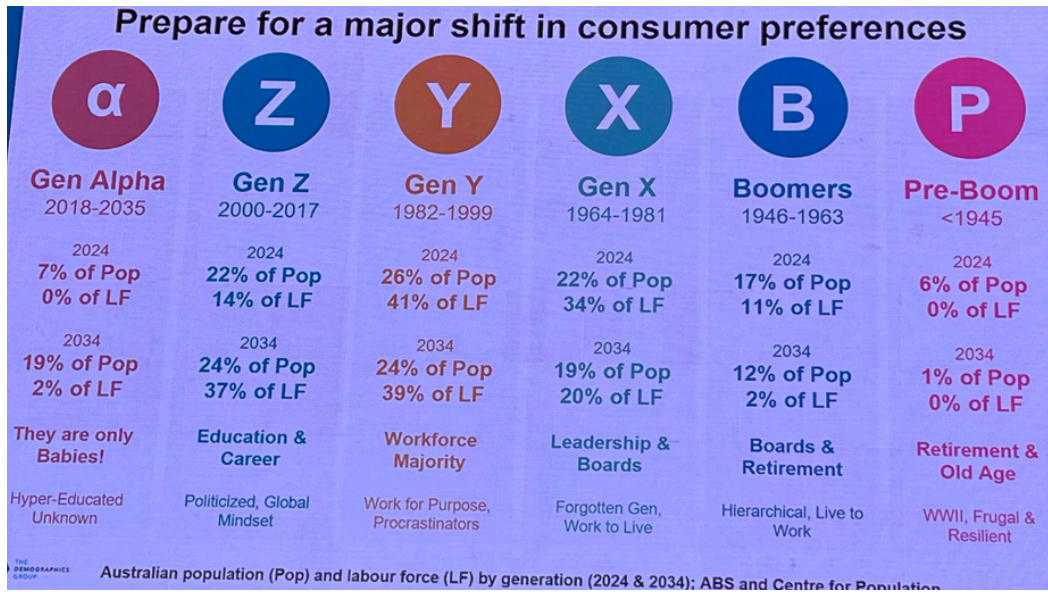 Prepare for a major shift in consumer preferences
α
Gen Alpha
2018-2035
2024
7% of Pop
0% of LF
2034
19% of Pop
2% of LF
They are only
Babies!
Hyper-Educated
Unknown
Z
Gen Z
2000-2017
2024
22% of Pop
14% of LF
2034
24% of Pop
37% of LF
Education &
Career
Politicized, Global
Mindset
Y
Gen Y
1982-1999
2024
26% of Pop
41% of LF
2034
24% of Pop
39% of LF
Workforce
Majority
Work for Purpose,
Procrastinators
X
Gen X
1964-1981
2024
22% of Pop
34% of LF
2034
19% of Pop
20% of LF
Leadership &
Boards
Forgotten Gen,
Work to Live
B
Boomers
1946-1963
2024
17% of Pop
11% of LF
2034
12% of Pop
2% of LF
Boards &
Retirement
Hierarchical, Live to
Work
P
Pre-Boom
<1945
2024
6% of Pop
0% of LF
2034
1% of Pop
0% of LF
Retirement &
Old Age
WWII, Frugal &
Resilient
THE
DEMOGRAPHICS
GROUP
Australian population (Pop) and labour force (LF) by generation (2024 & 2034); ABS and Centre for Population